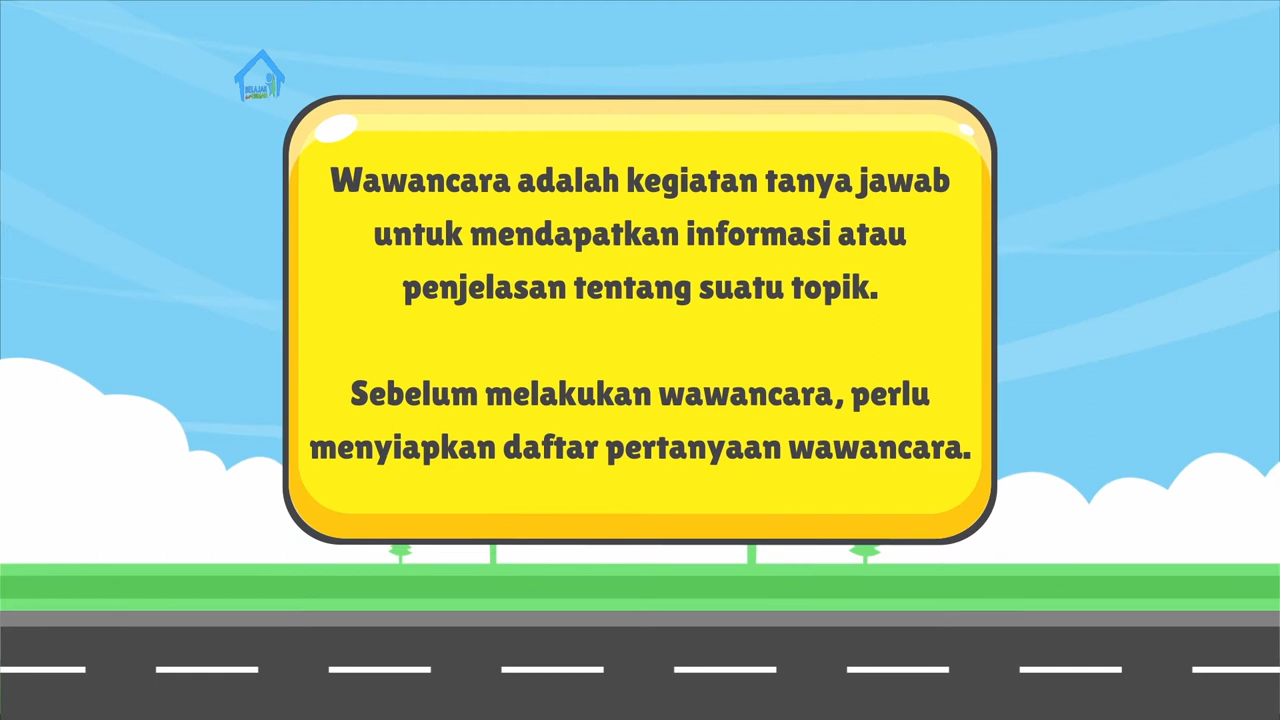 BELAJAR
Wawancara adalah kegiatan tanya jawab
untuk mendapatkan informasi atau
penjelasan tentang suatu topik.
Sebelum melakukan wawancara, perlu
menyiapkan daftar pertanyaan wawancara.